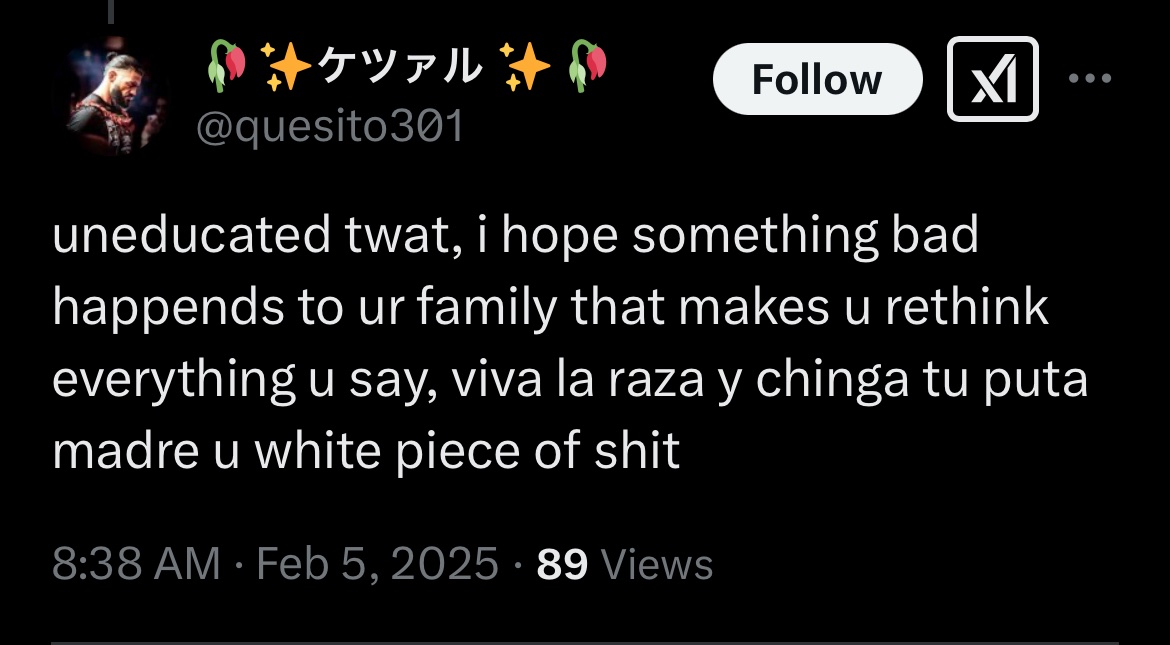 🥀✨ケツァル ✨🥀
Follow
@quesito301
uneducated twat, i hope something bad
happends to ur family that makes u rethink
everything u say, viva la raza y chinga tu puta
madre u white piece of shit
8:38 AM · Feb 5, 2025 · 89 Views